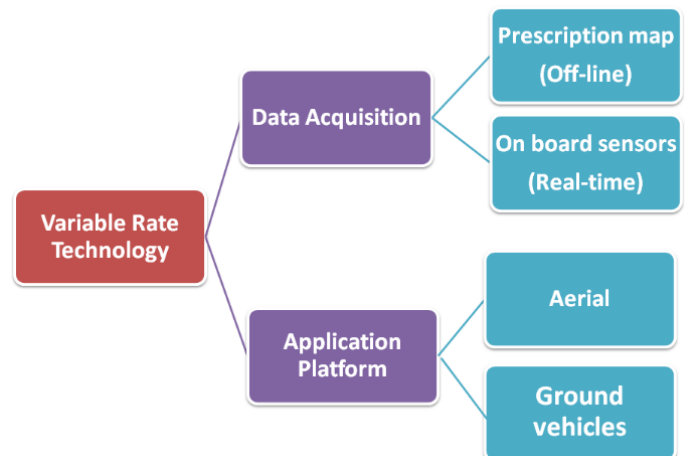 Variable Rate
Technology
Data Acquisition
Prescription map
(Off-line)
On board sensors
(Real-time)
Application
Platform
Aerial
Ground
vehicles